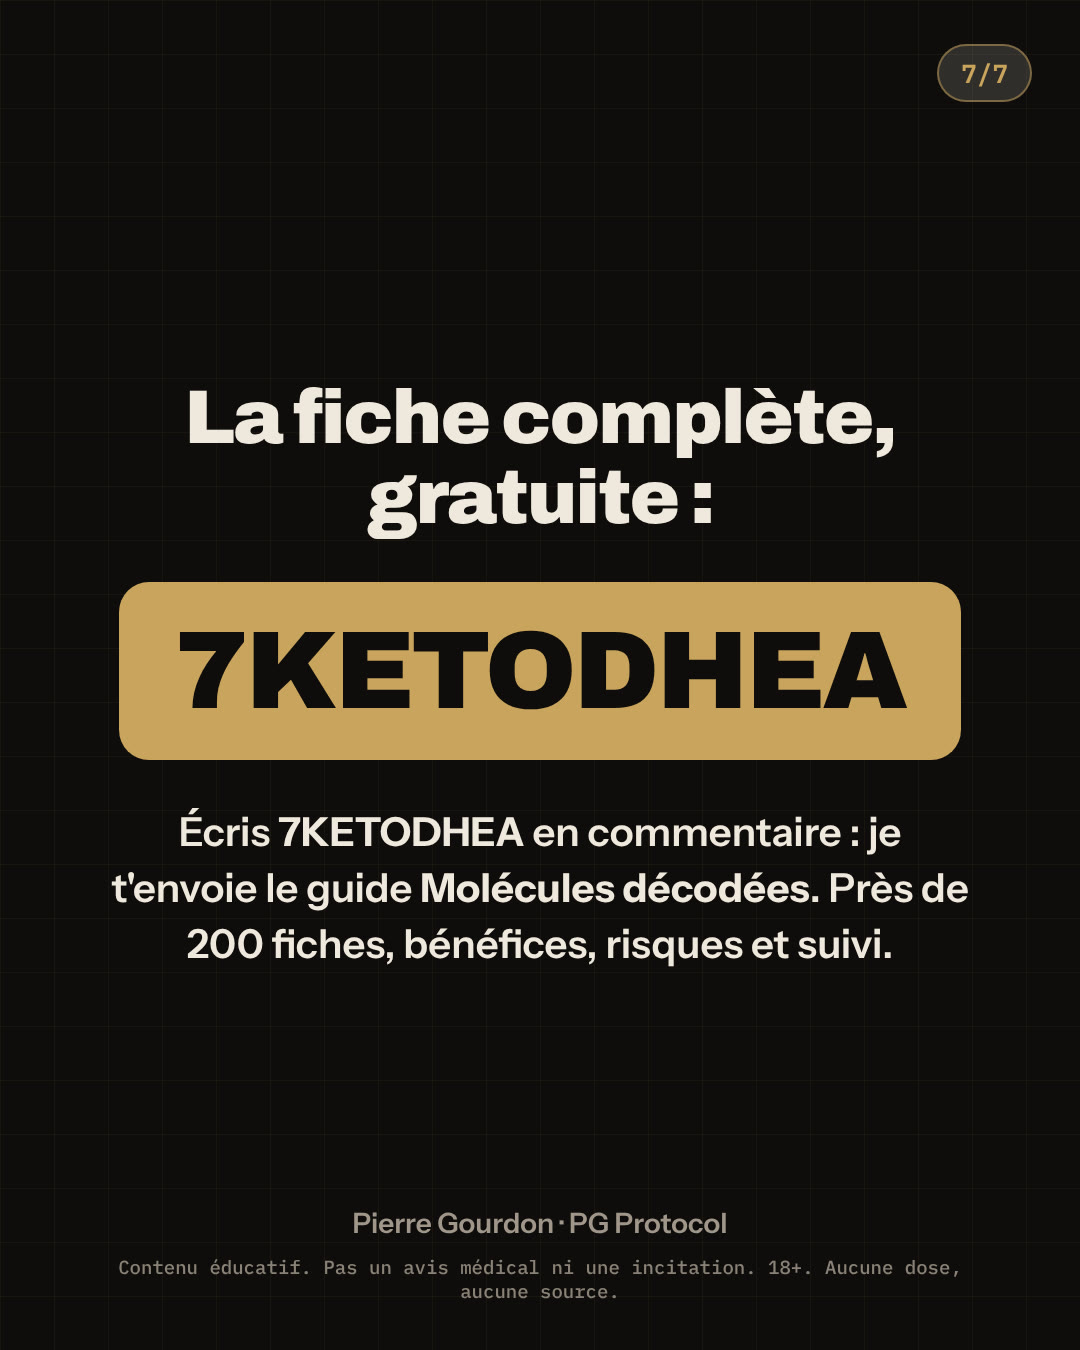 7/7
La fiche complète,
gratuite :
7KETODHEA
Écris 7KETODHEA en commentaire : je
t'envoie le guide Molécules décodées. Près de
200 fiches, bénéfices, risques et suivi.
Pierre Gourdon · PG Protocol
Contenu éducatif. Pas un avis médical ni une incitation. 18+. Aucune dose,
aucune source.